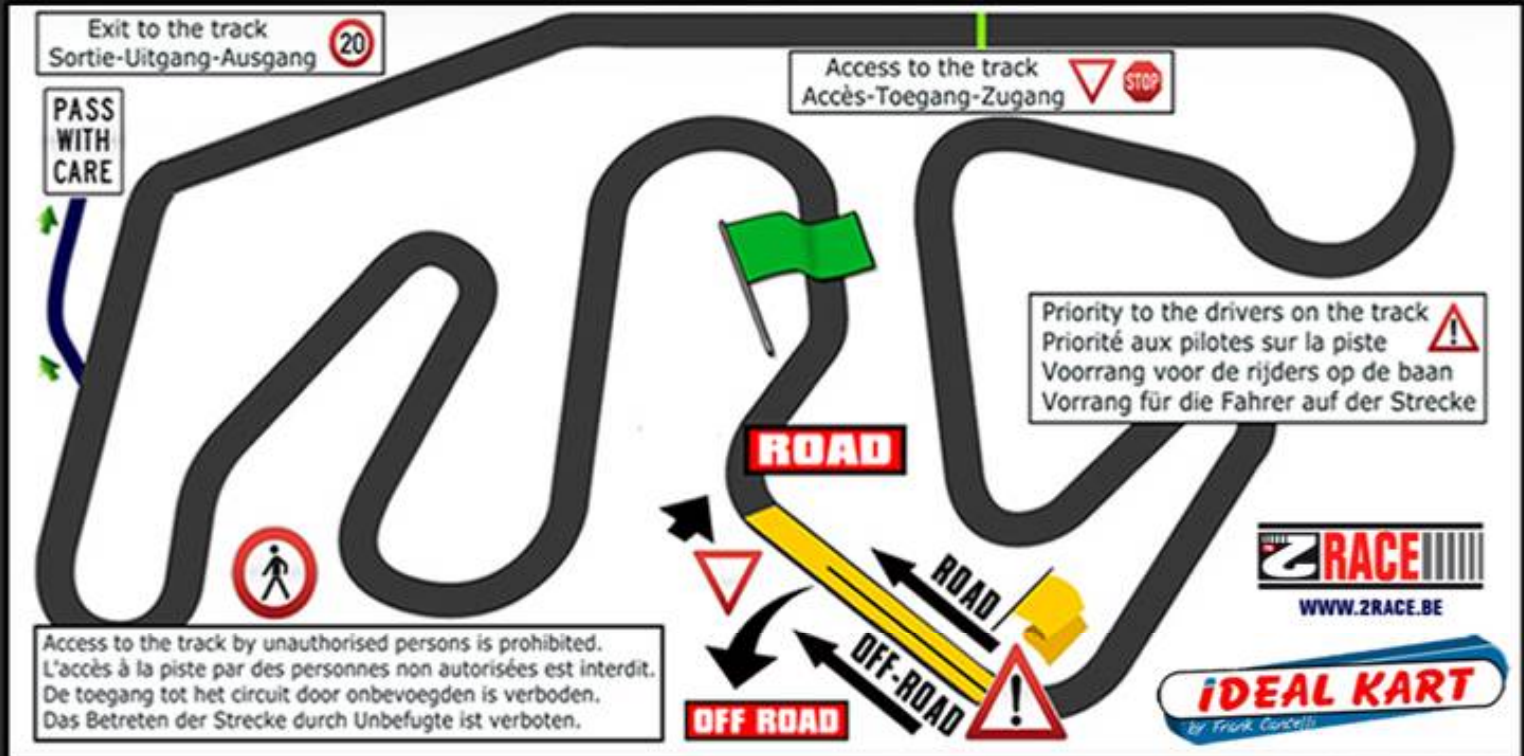 Exit to the track
Sortie-Uitgang-Ausgang
20
PASS
WITH
CARE
Access to the track
Accès-Toegang-Zugang
STOP
Priority to the drivers on the track
Priorité aux pilotes sur la piste
Voorrang voor de rijders op de baan
Vorrang für die Fahrer auf der Strecke
!
ROAD
ROAD
OFF-ROAD
!
OFF ROAD
2RACE
WWW.2RACE.BE
iDEAL KART
by Frank Cancelli
Access to the track by unauthorised persons is prohibited.
L'accès à la piste par des personnes non autorisées est interdit.
De toegang tot het circuit door onbevoegden is verboden.
Das Betreten der Strecke durch Unbefugte ist verboten.